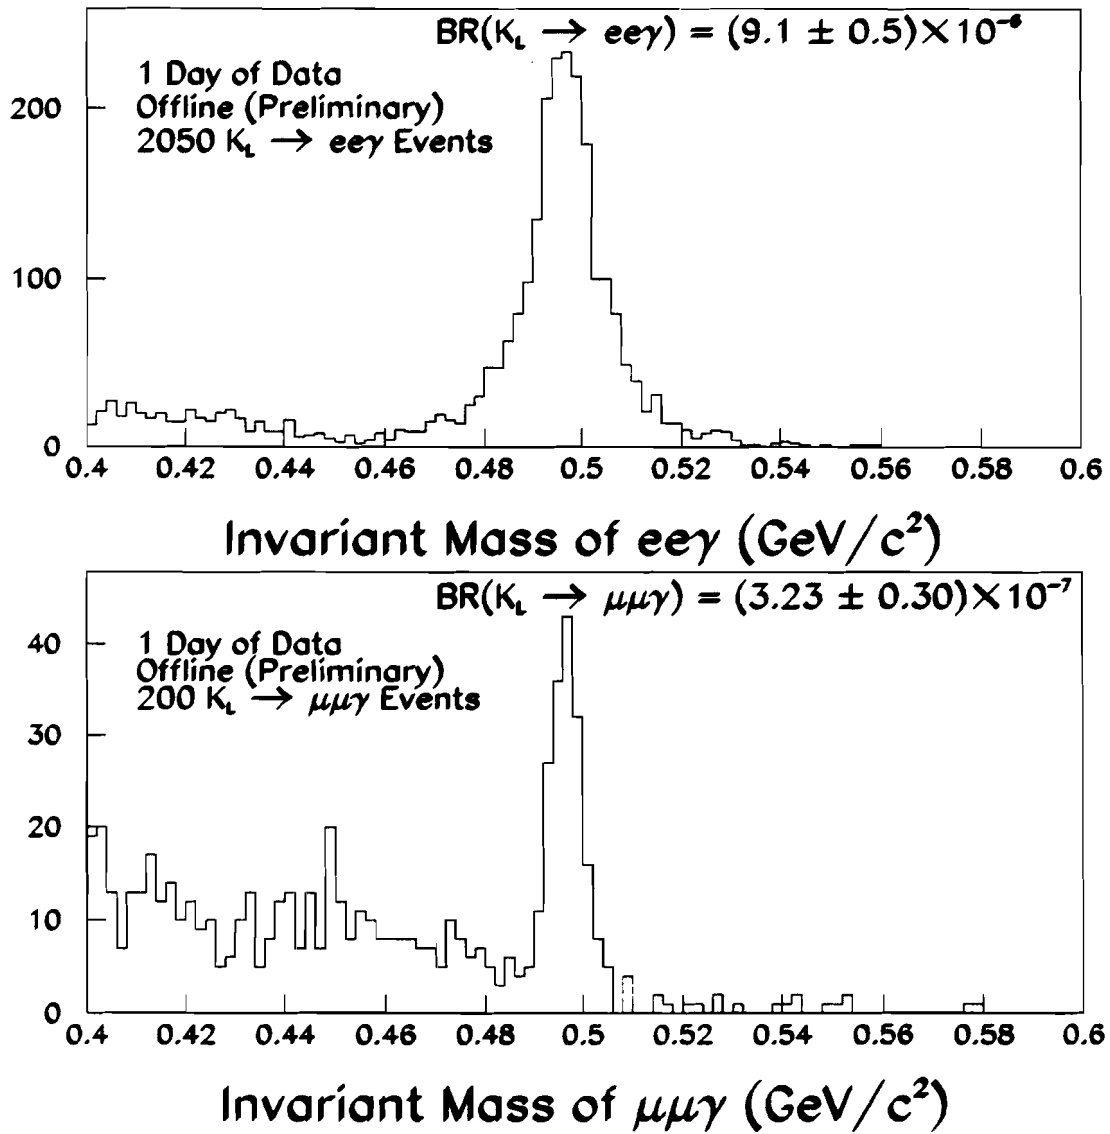 BR(K_L → eeγ) = (9.1 ± 0.5)×10⁻⁶
1 Day of Data
Offline (Preliminary)
2050 K_L → eeγ Events
200
100
0
0.4 0.42 0.44 0.46 0.48 0.5 0.52 0.54 0.56 0.58 0.6
Invariant Mass of eeγ (GeV/c²)
BR(K_L → μμγ) = (3.23 ± 0.30)×10⁻⁷
1 Day of Data
Offline (Preliminary)
200 K_L → μμγ Events
40
30
20
10
0
0.4 0.42 0.44 0.46 0.48 0.5 0.52 0.54 0.56 0.58 0.6
Invariant Mass of μμγ (GeV/c²)